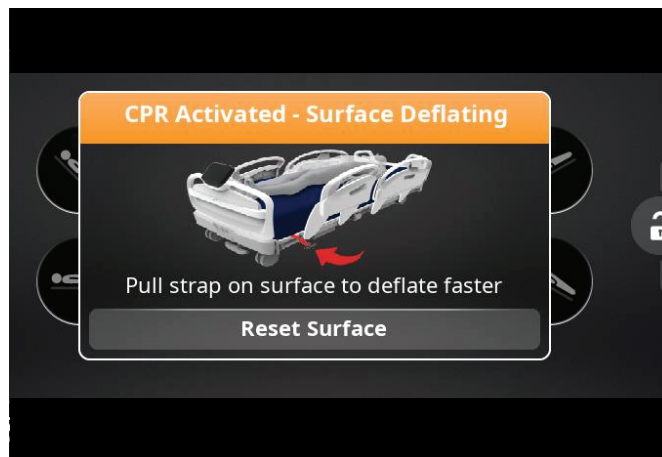 CPR Activated - Surface Deflating
Pull strap on surface to deflate faster
Reset Surface